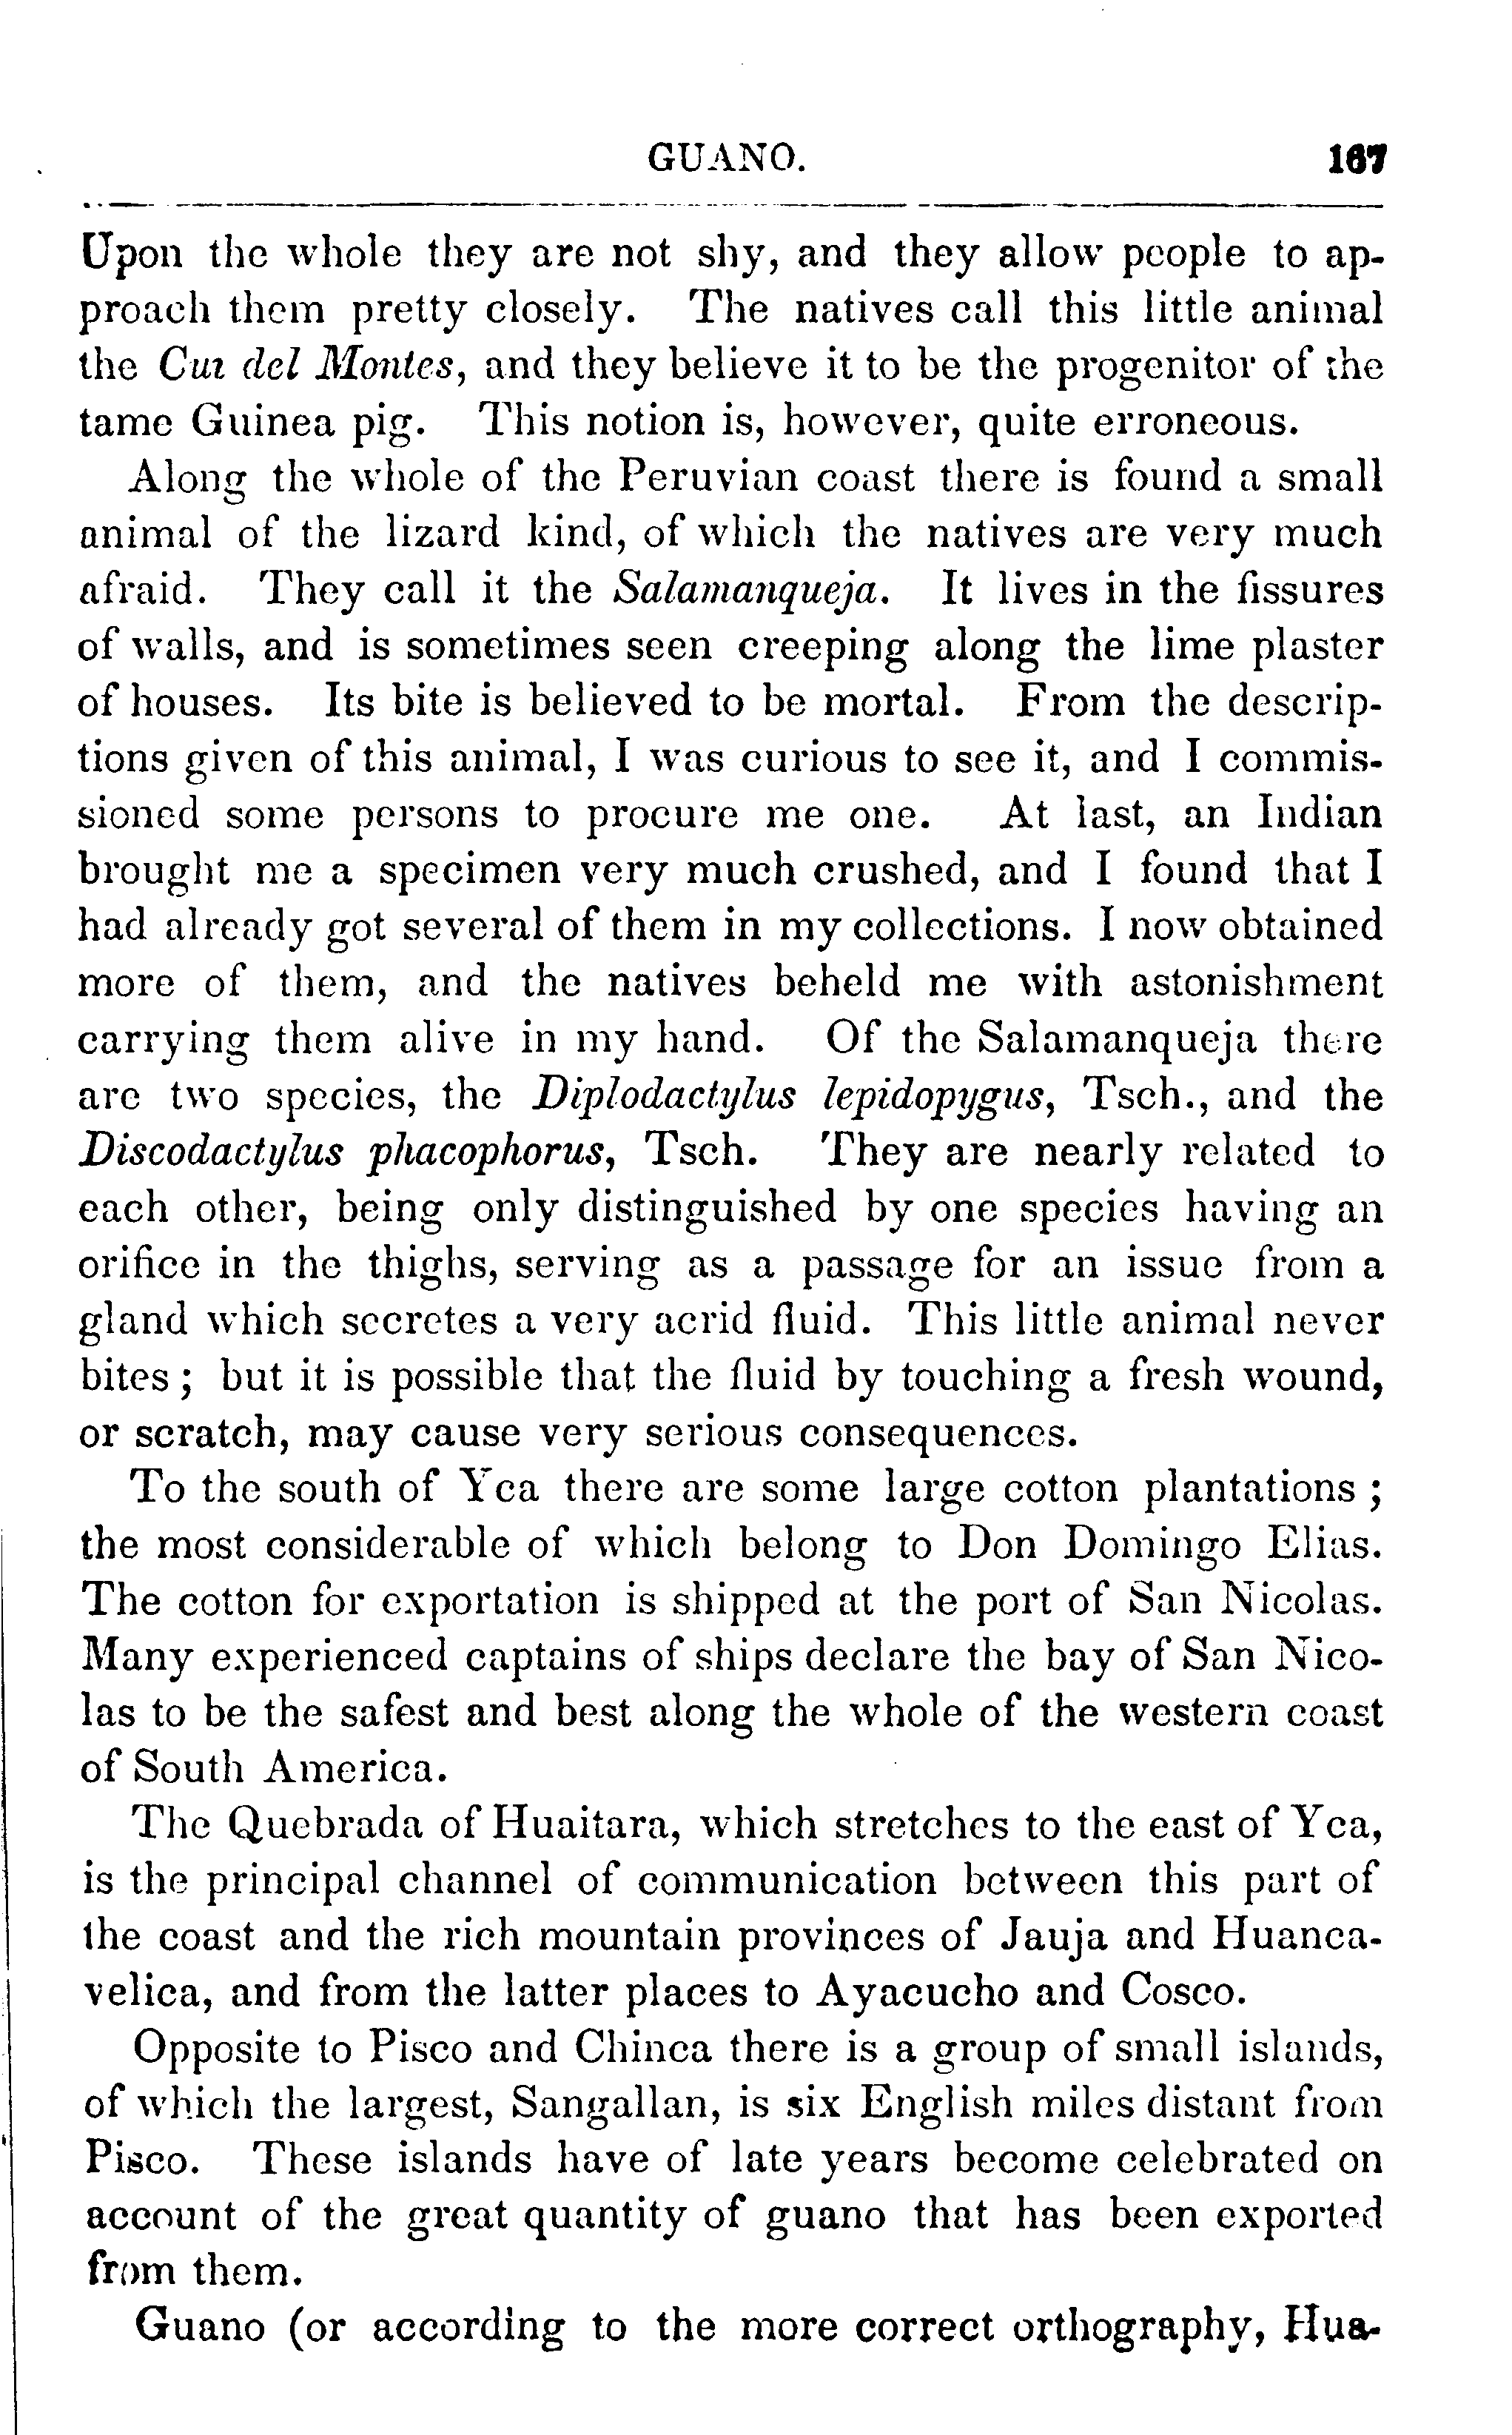 GUANO. 167
Upon the whole they are not shy, and they allow people to ap-
proach them pretty closely. The natives call this little animal
the Cui del Montes, and they believe it to be the progenitor of the
tame Guinea pig. This notion is, however, quite erroneous.
Along the whole of the Peruvian coast there is found a small
animal of the lizard kind, of which the natives are very much
afraid. They call it the Salamanqueja. It lives in the fissures
of walls, and is sometimes seen creeping along the lime plaster
of houses. Its bite is believed to be mortal. From the descrip-
tions given of this animal, I was curious to see it, and I commis-
sioned some persons to procure me one. At last, an Indian
brought me a specimen very much crushed, and I found that I
had already got several of them in my collections. I now obtained
more of them, and the natives beheld me with astonishment
carrying them alive in my hand. Of the Salamanqueja there
are two species, the Diplodactylus lepidopygus, Tsch., and the
Discodactylus phacophorus, Tsch. They are nearly related to
each other, being only distinguished by one species having an
orifice in the thighs, serving as a passage for an issue from a
gland which secretes a very acrid fluid. This little animal never
bites; but it is possible that the fluid by touching a fresh wound,
or scratch, may cause very serious consequences.
To the south of Yca there are some large cotton plantations;
the most considerable of which belong to Don Domingo Elias.
The cotton for exportation is shipped at the port of San Nicolas.
Many experienced captains of ships declare the bay of San Nico-
las to be the safest and best along the whole of the western coast
of South America.
The Quebrada of Huaitara, which stretches to the east of Yca,
is the principal channel of communication between this part of
the coast and the rich mountain provinces of Jauja and Huanca-
velica, and from the latter places to Ayacucho and Cosco.
Opposite to Pisco and Chinca there is a group of small islands,
of which the largest, Sangallan, is six English miles distant from
Pisco. These islands have of late years become celebrated on
account of the great quantity of guano that has been exported
from them.
Guano (or according to the more correct orthography, Hua-